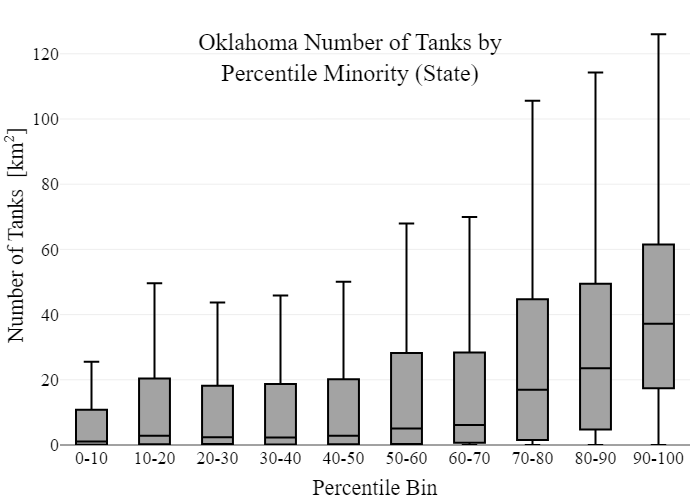 Oklahoma Number of Tanks by
Percentile Minority (State)
Number of Tanks [km²]
120
100
80
60
40
20
0
0-10 10-20 20-30 30-40 40-50 50-60 60-70 70-80 80-90 90-100
Percentile Bin